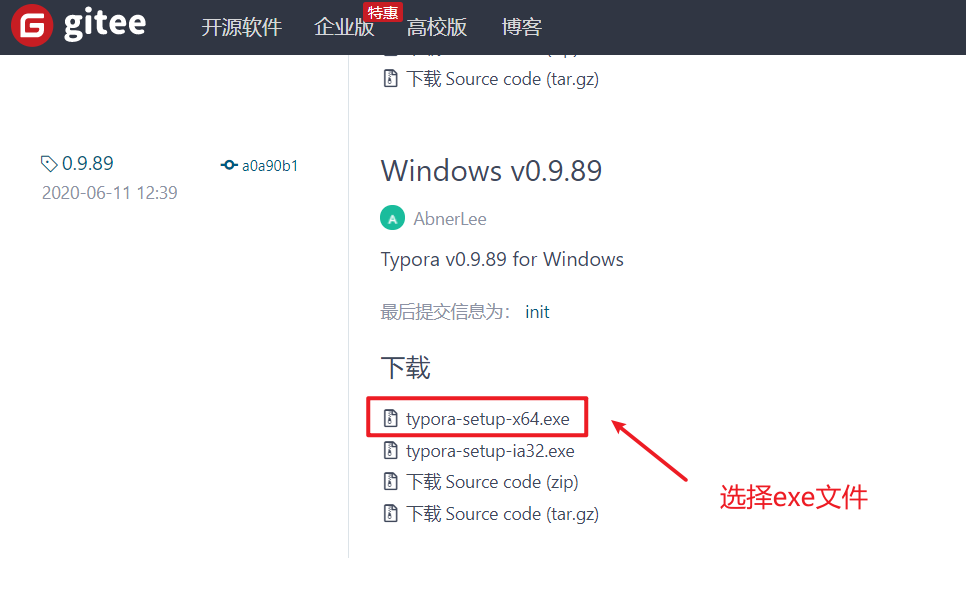 gitee 开源软件 企业版 特惠 高校版 博客
下载 Source code (tar.gz)
0.9.89 a0a90b1
2020-06-11 12:39
Windows v0.9.89
A AbnerLee
Typora v0.9.89 for Windows
最后提交信息为： init
下载
typora-setup-x64.exe
typora-setup-ia32.exe
下载 Source code (zip)
选择exe文件
下载 Source code (tar.gz)